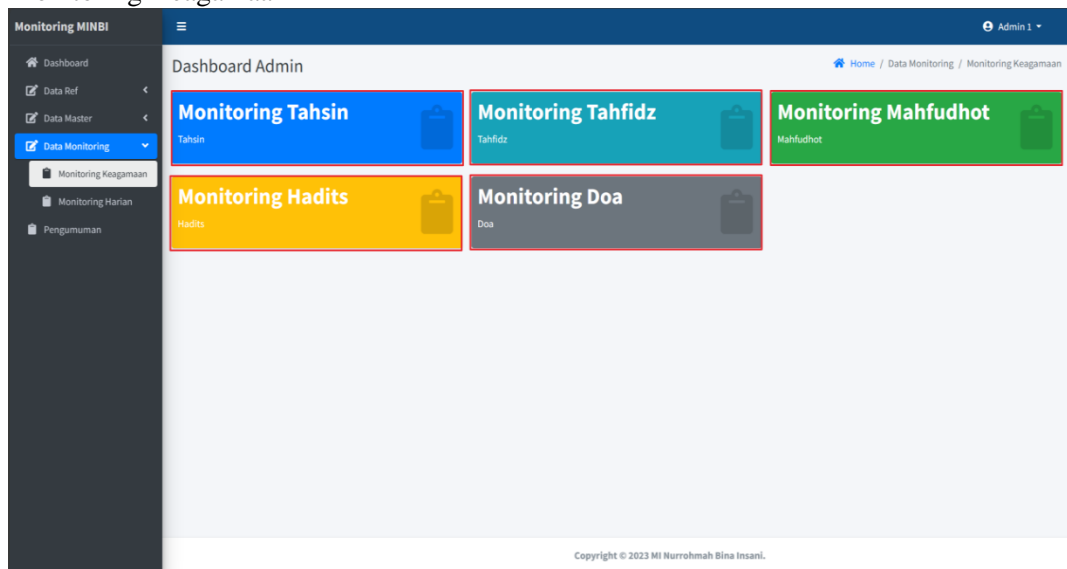 Monitoring MINBI
Admin 1
Dashboard
Data Ref
Data Master
Data Monitoring
Monitoring Keagamaan
Monitoring Harian
Pengumuman
Dashboard Admin
Home / Data Monitoring / Monitoring Keagamaan
Monitoring Tahsin
Tahsin
Monitoring Tahfidz
Tahfidz
Monitoring Mahfudhot
Mahfudhot
Monitoring Hadits
Hadits
Monitoring Doa
Doa
Copyright © 2023 MI Nurrohmah Bina Insani.